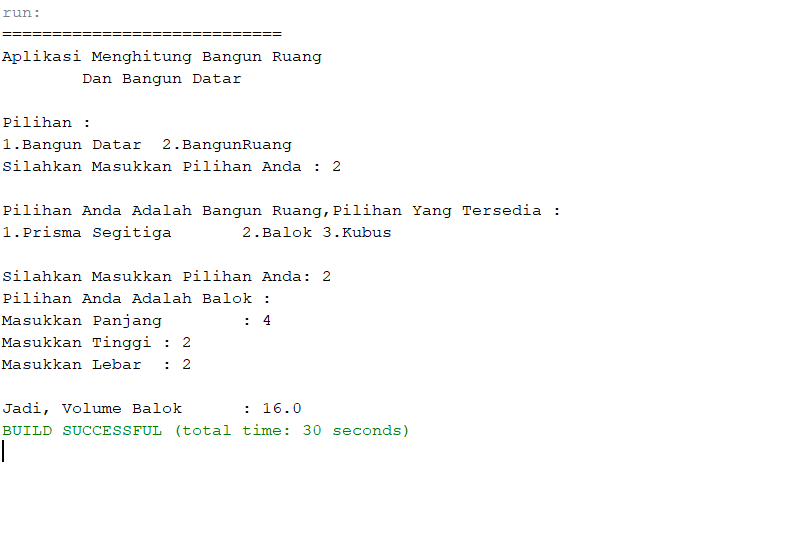 run:
============================
Aplikasi Menghitung Bangun Ruang
        Dan Bangun Datar

Pilihan :
1.Bangun Datar  2.BangunRuang
Silahkan Masukkan Pilihan Anda : 2

Pilihan Anda Adalah Bangun Ruang,Pilihan Yang Tersedia :
1.Prisma Segitiga       2.Balok 3.Kubus

Silahkan Masukkan Pilihan Anda: 2
Pilihan Anda Adalah Balok :
Masukkan Panjang        : 4
Masukkan Tinggi : 2
Masukkan Lebar  : 2

Jadi, Volume Balok      : 16.0
BUILD SUCCESSFUL (total time: 30 seconds)